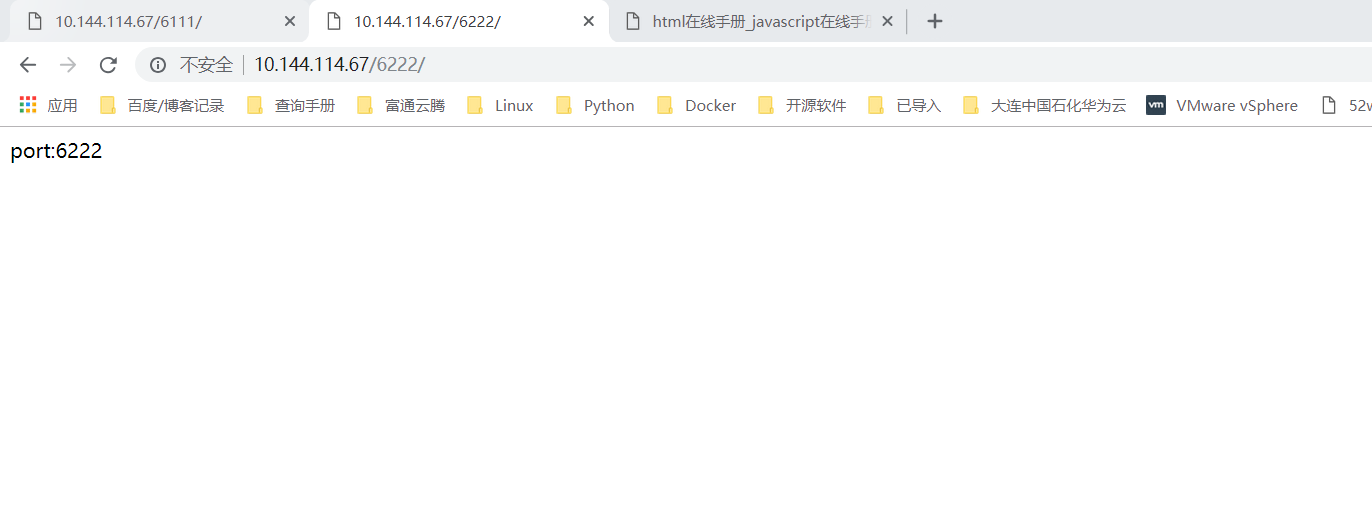 10.144.114.67/6111/
10.144.114.67/6222/
html在线手册_javascript在线手册
不安全 10.144.114.67/6222/
应用 百度/博客记录 查询手册 富通云腾 Linux Python Docker 开源软件 已导入 大连中国石化华为云 vm VMware vSphere 52w
port:6222